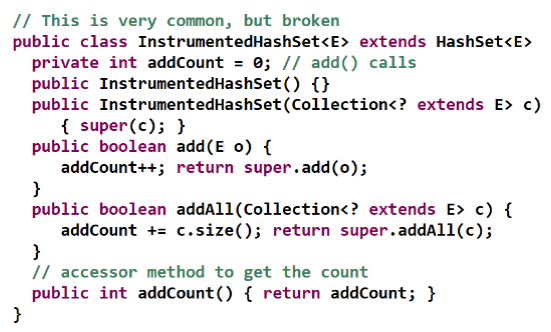 // This is very common, but broken
public class InstrumentedHashSet<E> extends HashSet<E>
private int addCount = 0; // add() calls
public InstrumentedHashSet() {}
public InstrumentedHashSet(Collection<? extends E> c)
{ super(c); }
public boolean add(E o) {
addCount++; return super.add(o);
}
public boolean addAll(Collection<? extends E> c) {
addCount += c.size(); return super.addAll(c);
}
// accessor method to get the count
public int addCount() { return addCount; }
}